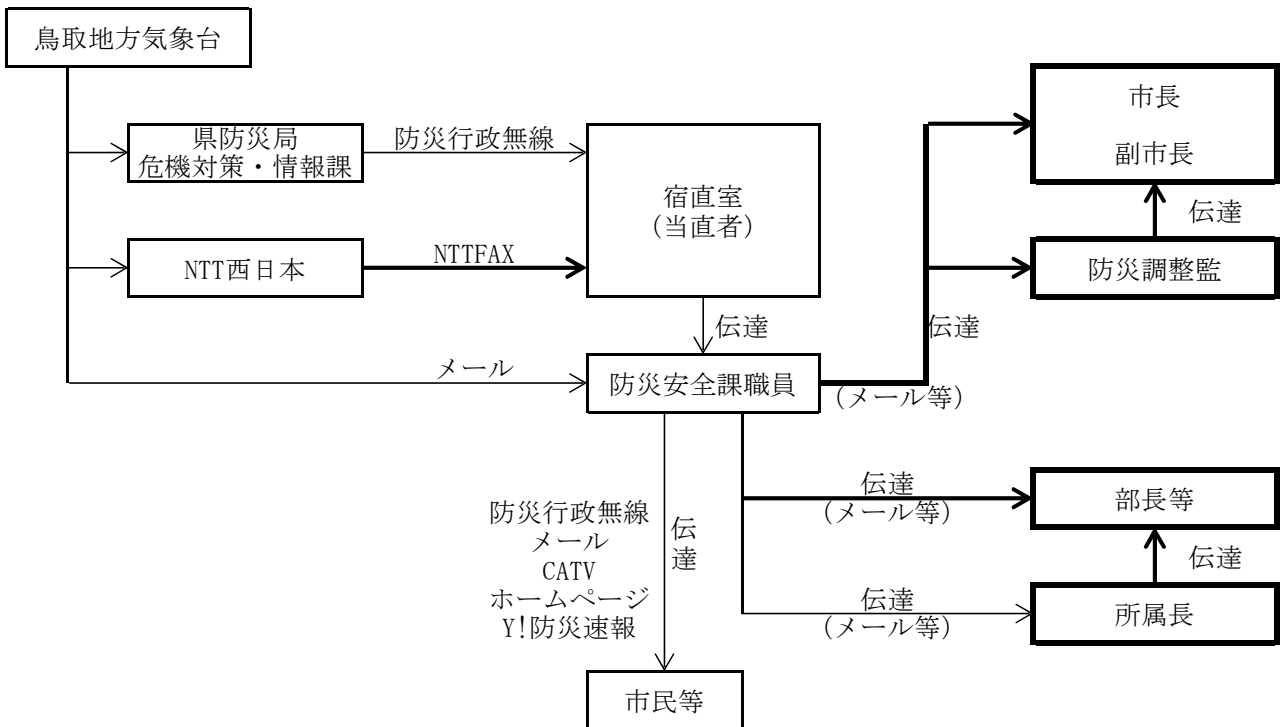 鳥取地方気象台
県防災局
危機対策・情報課
防災行政無線
宿直室
(当直者)
市長
副市長
伝達
NTT西日本
NTTFAX
防災調整監
伝達
伝達
メール
防災安全課職員
(メール等)
伝達
(メール等)
部長等
防災行政無線
メール
CATV
ホームページ
Y!防災速報
伝達
伝達
伝達
(メール等)
所属長
市民等